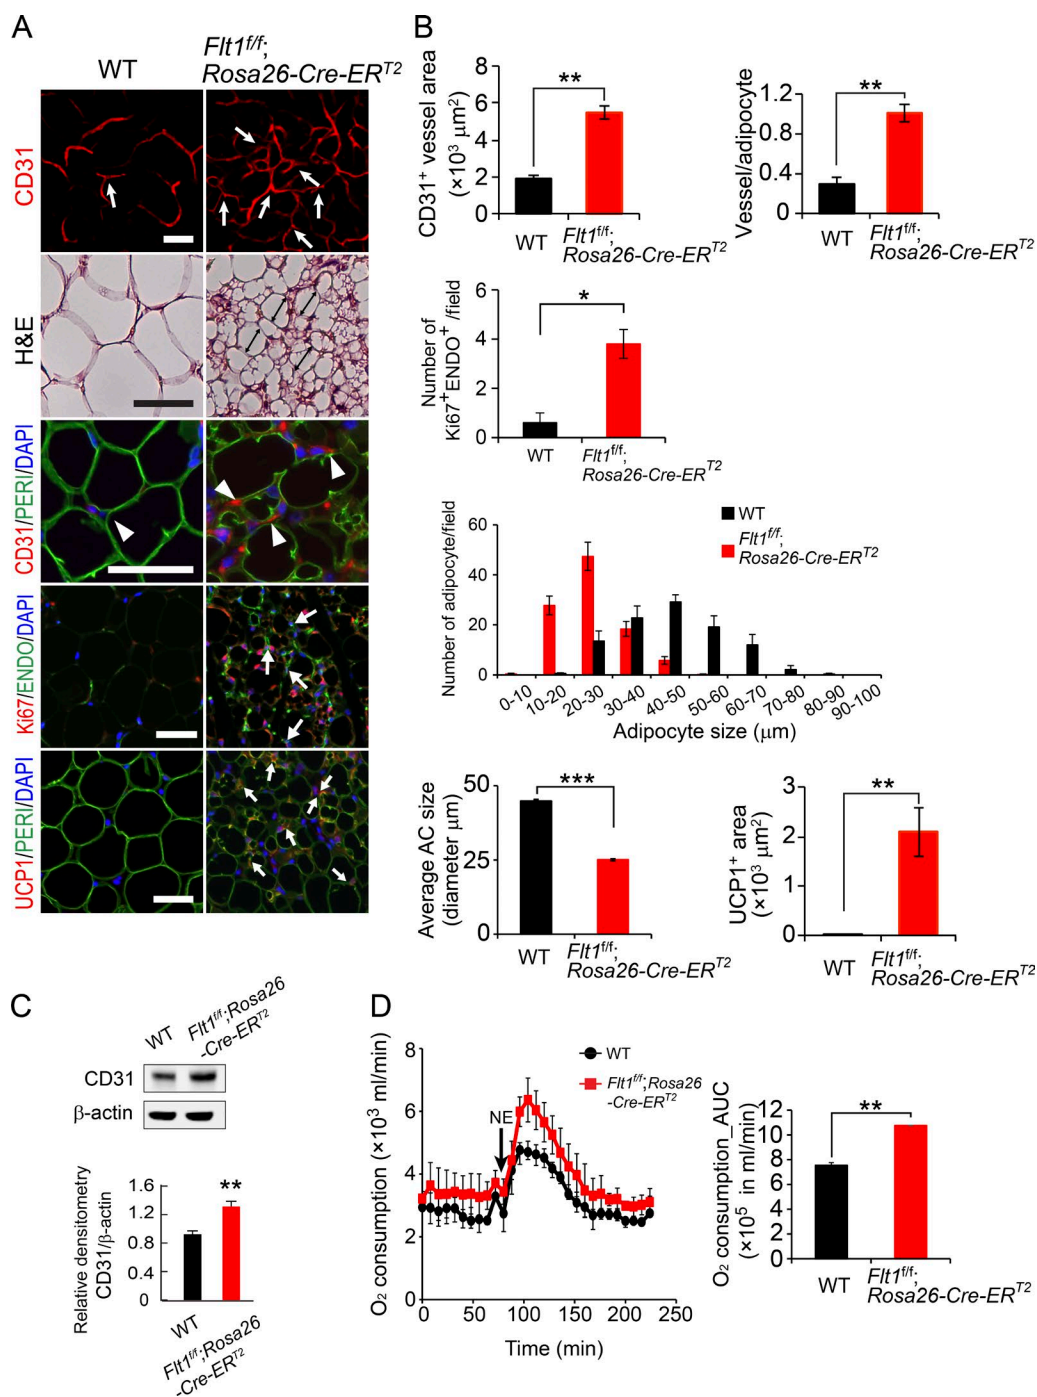 A
WT
Flt1f/f;
Rosa26-Cre-ERT2
CD31
H&E
CD31/PERI/DAPI
Ki67/ENDO/DAPI
UCP1/PERI/DAPI
B
CD31+ vessel area
(×10³ μm²)
8
6
4
2
0
**
WT
Flt1f/f;
Rosa26-Cre-ERT2
Vessel/adipocyte
1.2
0.8
0.4
0
**
WT
Flt1f/f;
Rosa26-Cre-ERT2
Number of
Ki67+ENDO+ /field
6
4
2
0
*
WT
Flt1f/f;
Rosa26-Cre-ERT2
Number of adipocyte/field
60
40
20
0
WT
Flt1f/f;
Rosa26-Cre-ERT2
0-10
10-20
20-30
30-40
40-50
50-60
60-70
70-80
80-90
90-100
Adipocyte size (μm)
Average AC size
(diameter μm)
50
25
0
***
WT
Flt1f/f;
Rosa26-Cre-ERT2
UCP1+ area
(×10³ μm²)
3
2
1
0
**
WT
Flt1f/f;
Rosa26-Cre-ERT2
C
WT
Flt1f/f;Rosa26
-Cre-ERT2
CD31
β-actin
Relative densitometry
CD31/β-actin
1.6
1.2
0.8
0.4
0
**
WT
Flt1f/f;Rosa26
-Cre-ERT2
D
O₂ consumption (×10³ ml/min)
8
6
4
2
0
NE
WT
Flt1f/f;Rosa26
-Cre-ERT2
0
50
100
150
200
250
Time (min)
O₂ consumption_AUC
(×10⁵ in ml/min)
12
10
8
6
4
2
0
**
WT
Flt1f/f;
Rosa26-Cre-ERT2